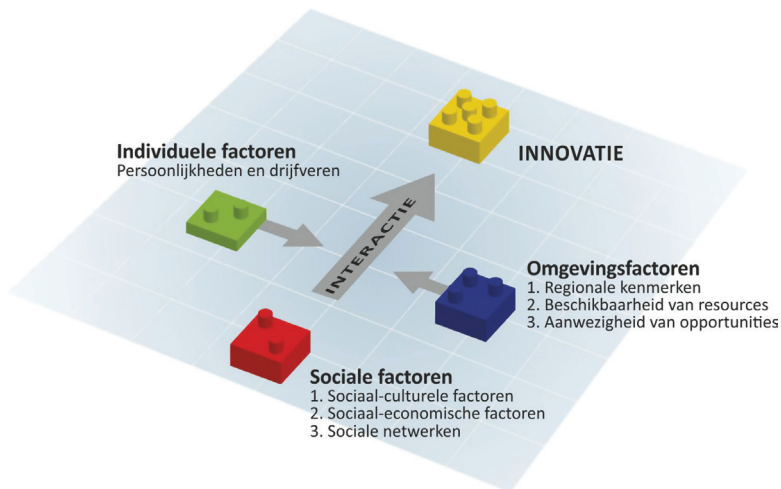 INNOVATIE
Individuele factoren
Persoonlijkheden en drijfveren
INTERACTIE
Omgevingsfactoren
1. Regionale kenmerken
2. Beschikbaarheid van resources
3. Aanwezigheid van opportunities
Sociale factoren
1. Sociaal-culturele factoren
2. Sociaal-economische factoren
3. Sociale netwerken